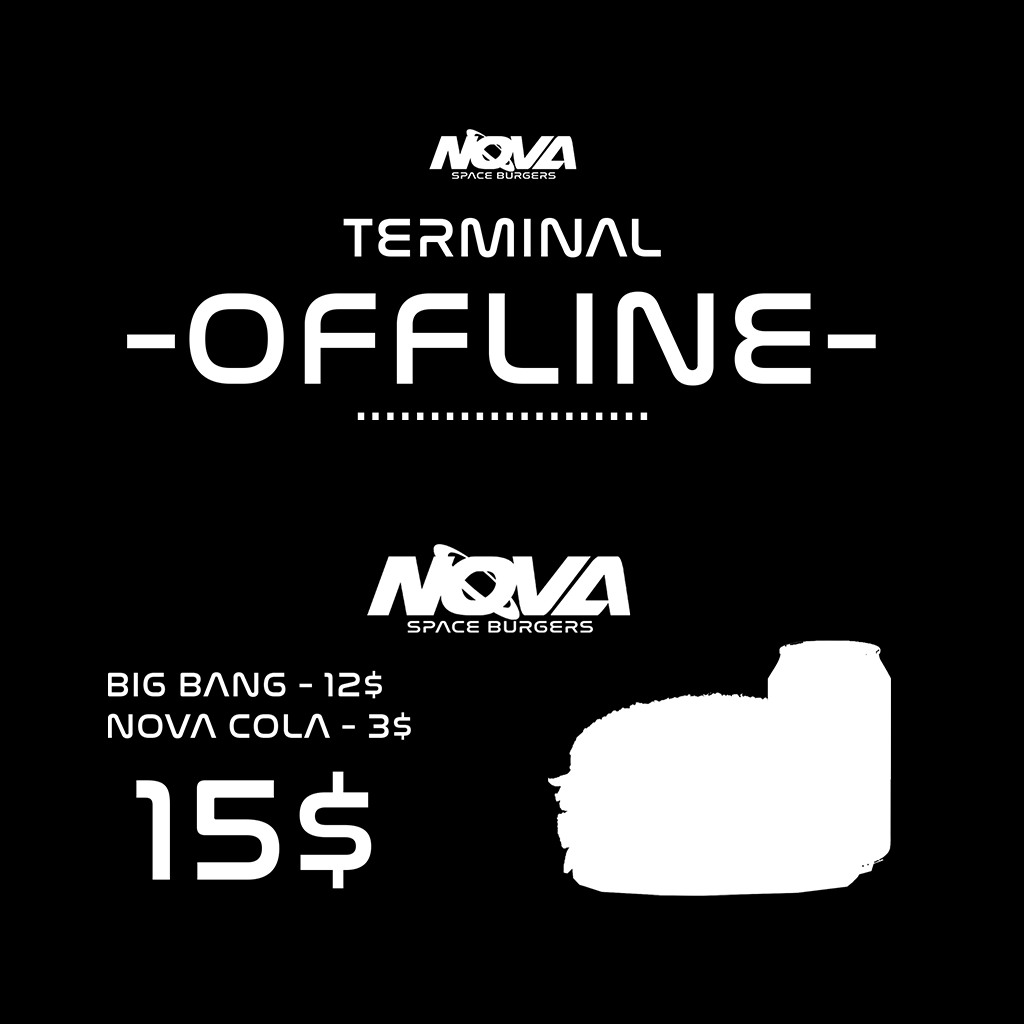 NOVA
SPACE BURGERS
TERMINAL
-OFFLINE-
....................
NOVA
SPACE BURGERS
BIG BANG - 12$
NOVA COLA - 3$
15$